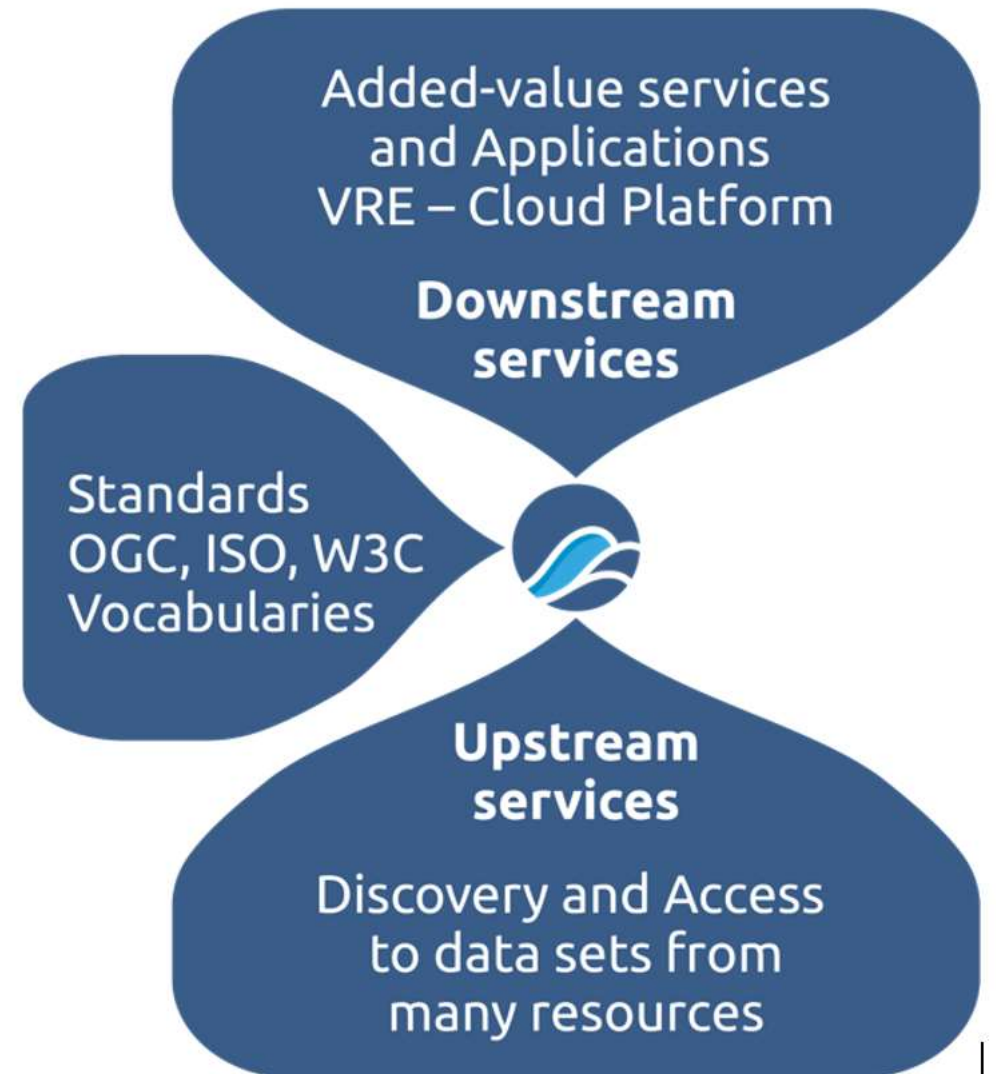 Added-value services
and Applications
VRE – Cloud Platform
Downstream
services
Standards
OGC, ISO, W3C
Vocabularies
Upstream
services
Discovery and Access
to data sets from
many resources